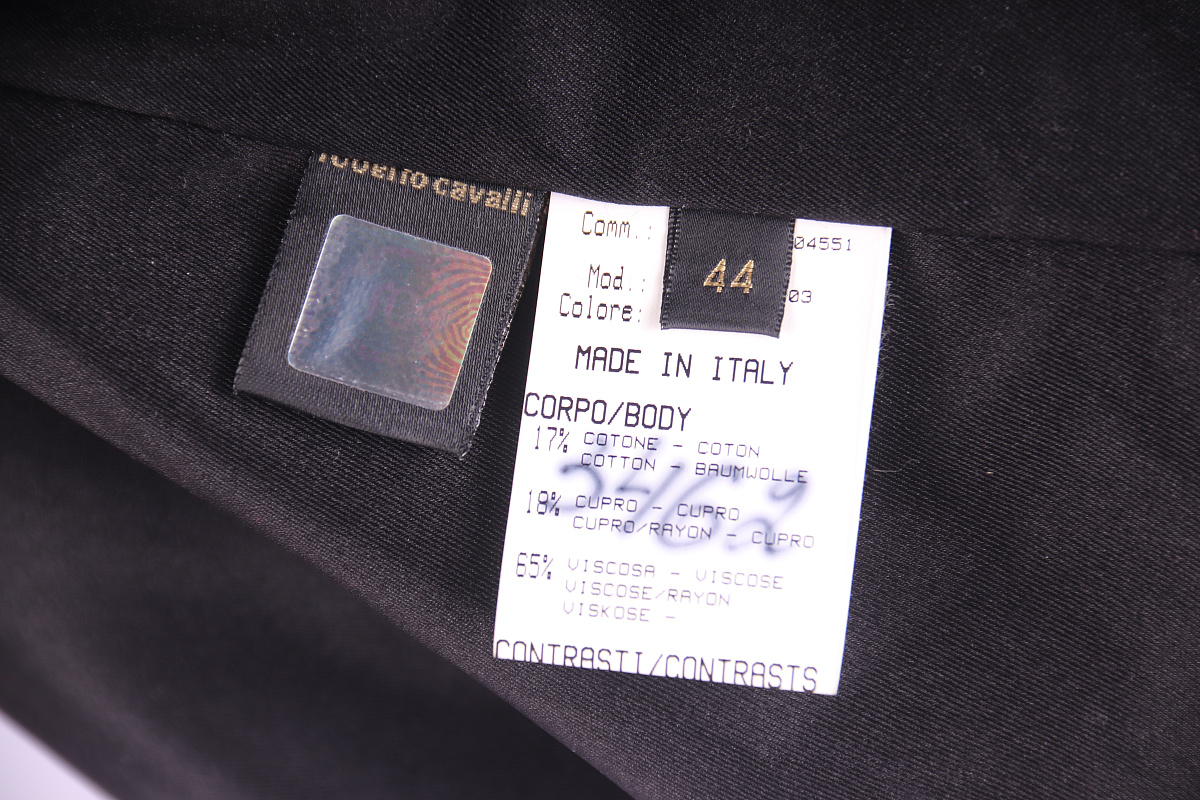 roberto cavalli
Comm.: 04551
44
Mod.:
Colore: 03
MADE IN ITALY
CORPO/BODY
17% COTONE - COTON
COTTON - BAUMWOLLE
18% CUPRO - CUPRO
CUPRO/RAYON - CUPRO
65% VISCOSA - VISCOSE
VISCOSE/RAYON
VISKOSE -
CONTRASTI/CONTRASTS